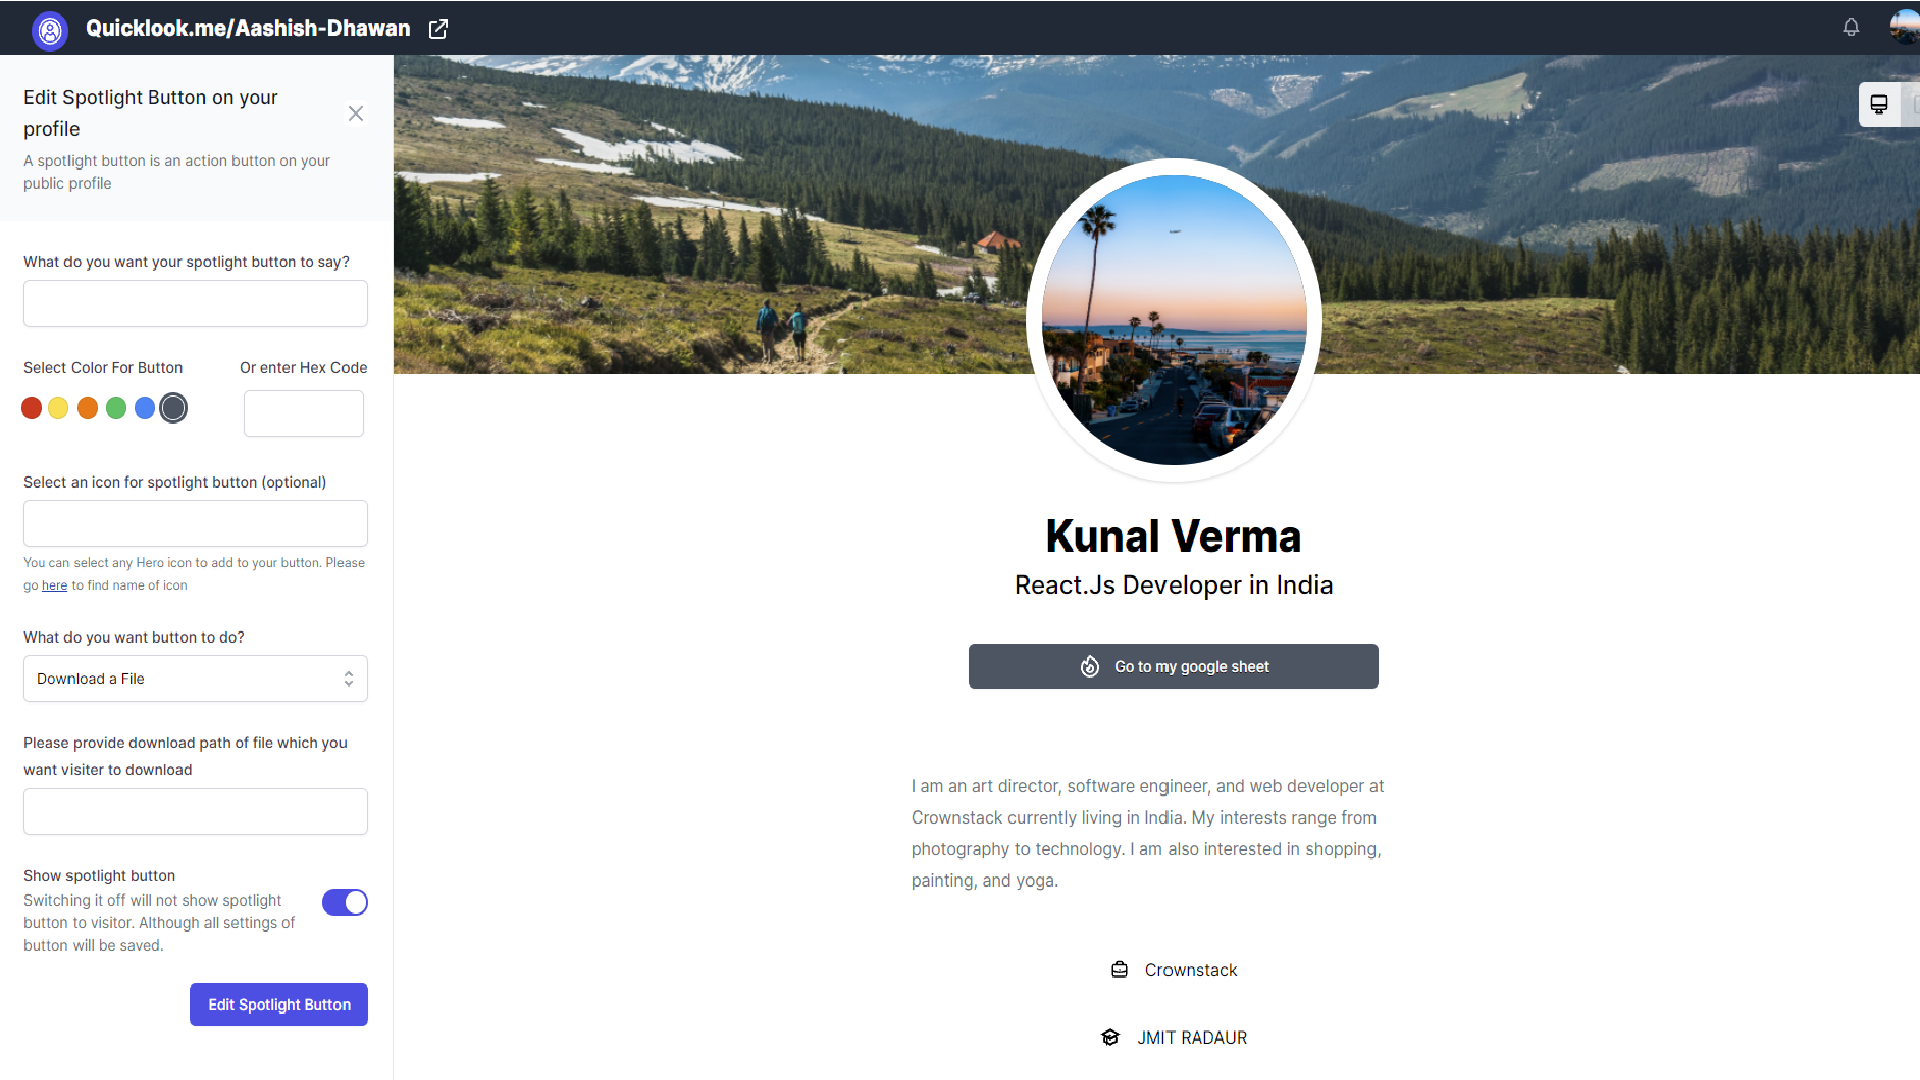 Quicklook.me/Aashish-Dhawan
Edit Spotlight Button on your
profile
A spotlight button is an action button on your
public profile
What do you want your spotlight button to say?
Select Color For Button
Or enter Hex Code
Select an icon for spotlight button (optional)
You can select any Hero icon to add to your button. Please
go here to find name of icon
What do you want button to do?
Download a File
Please provide download path of file which you
want visiter to download
Show spotlight button
Switching it off will not show spotlight
button to visitor. Although all settings of
button will be saved.
Edit Spotlight Button
Kunal Verma
React.Js Developer in India
Go to my google sheet
I am an art director, software engineer, and web developer at
Crownstack currently living in India. My interests range from
photography to technology. I am also interested in shopping,
painting, and yoga.
Crownstack
JMIT RADAUR